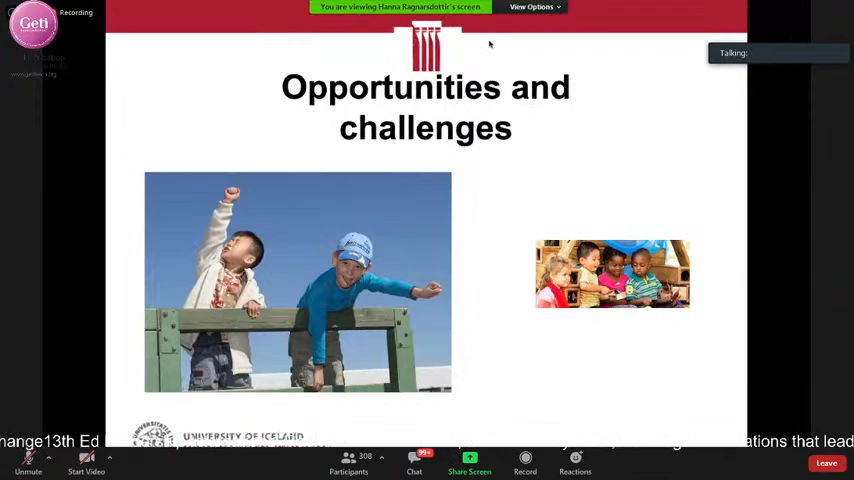 Geti
Recording
You are viewing Hanna Ragnarsdottir's screen
View Options
Talking:
Opportunities and
challenges
UNIVERSITY OF ICELAND
hange13th Ed
ations that lead
308
99+
Unmute
Start Video
Participants
Chat
Share Screen
Record
Reactions
Leave